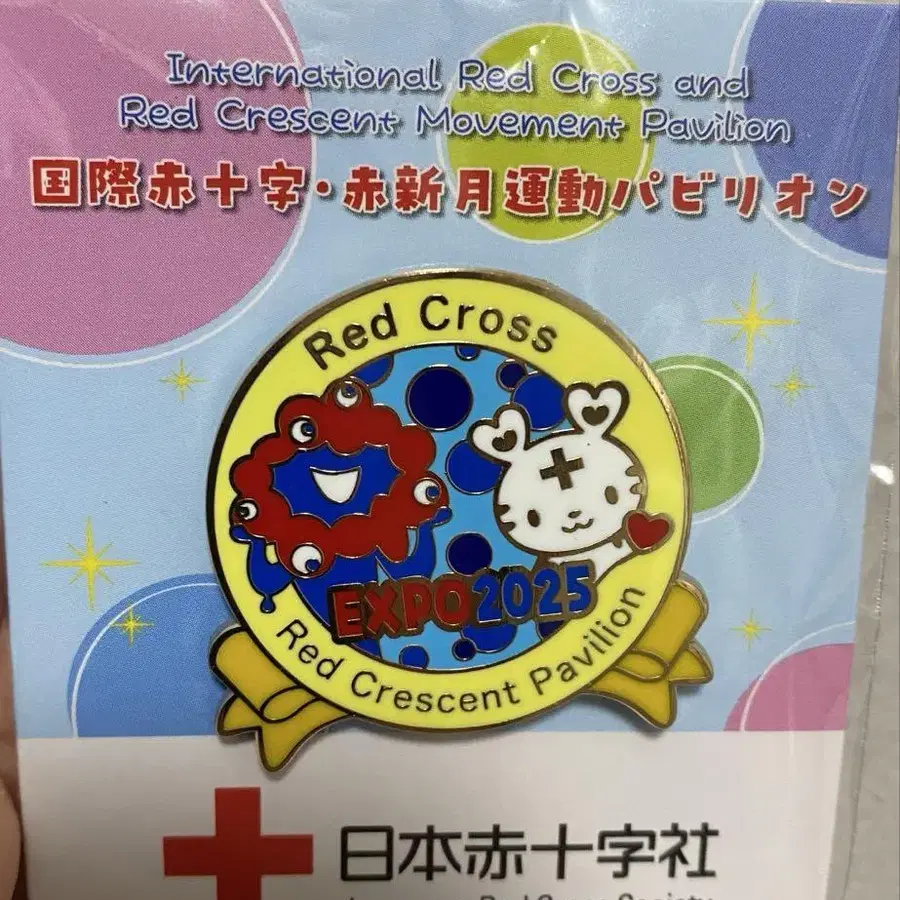 International Red Cross and
Red Crescent Movement Pavilion
国際赤十字・赤新月運動パビリオン
Red Cross
EXPO2025
Red Crescent Pavilion
日本赤十字社